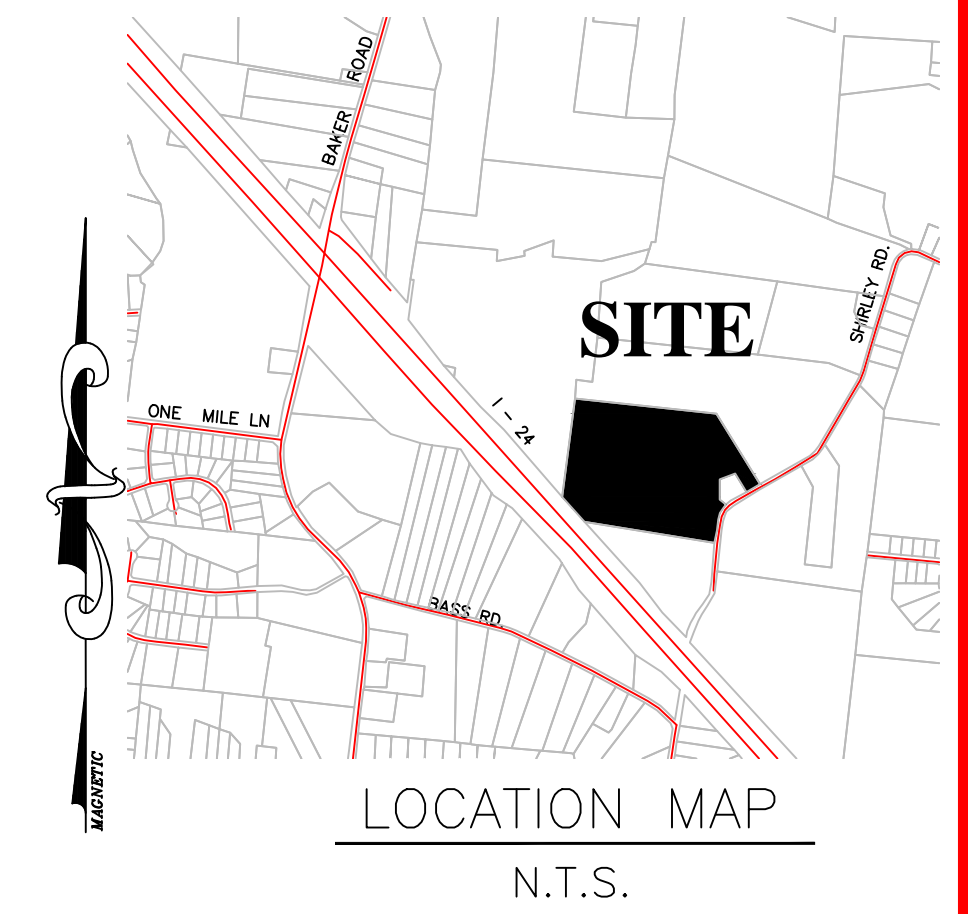 BAKER ROAD
SHIRLEY RD.
SITE
I - 24
ONE MILE LN
BASS RD.
MAGNETIC
LOCATION MAP
N.T.S.